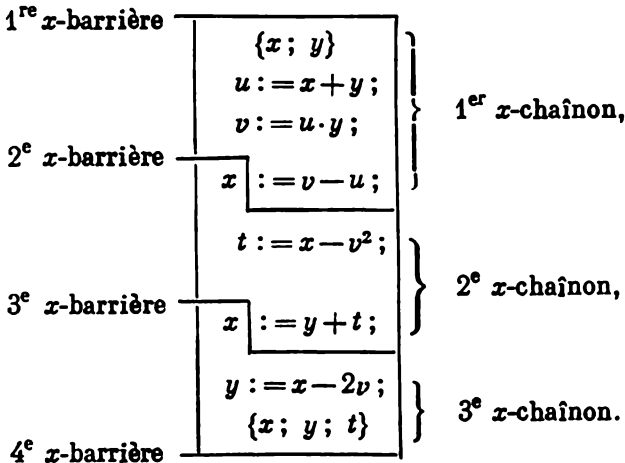 1re x-barrière
{x; y}
u := x + y;
v := u·y;
1er x-chaînon,
2e x-barrière
x := v − u;
t := x − v²;
2e x-chaînon,
3e x-barrière
x := y + t;
y := x − 2v;
3e x-chaînon.
{x; y; t}
4e x-barrière